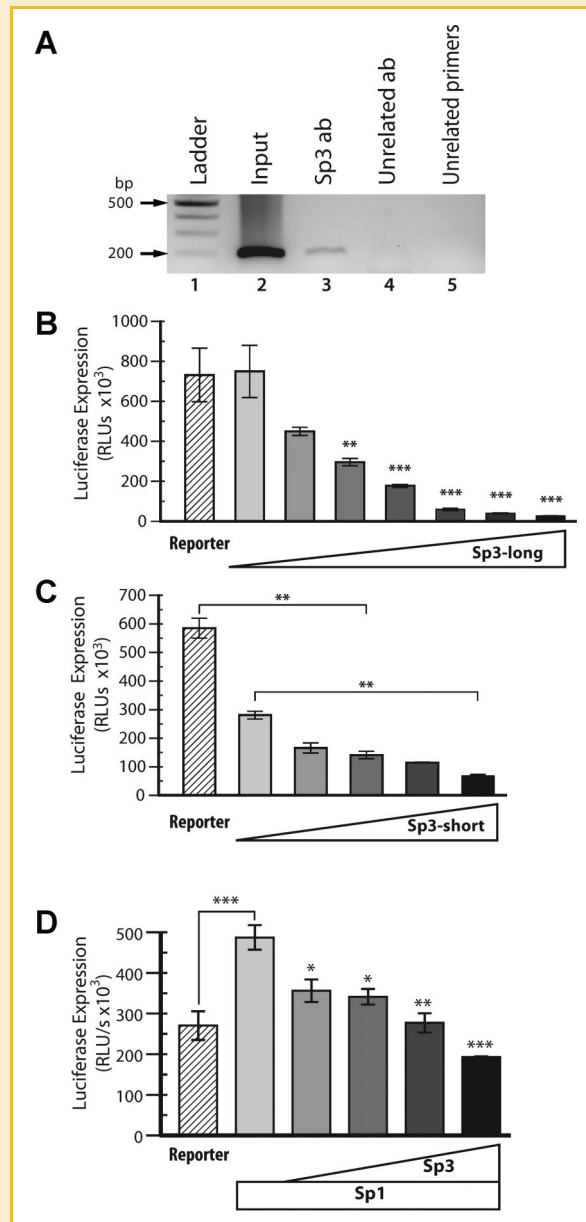 A
Ladder
Input
Sp3 ab
Unrelated ab
Unrelated primers
bp
500
200
1 2 3 4 5
B
Luciferase Expression
(RLUs x10³)
1000
800
600
400
200
0
**
***
***
***
***
Reporter
Sp3-long
C
Luciferase Expression
(RLUs x10³)
700
600
500
400
300
200
100
0
**
**
Reporter
Sp3-short
D
Luciferase Expression
(RLU/s x10³)
500
400
300
200
100
0
***
*
*
**
***
Reporter
Sp3
Sp1